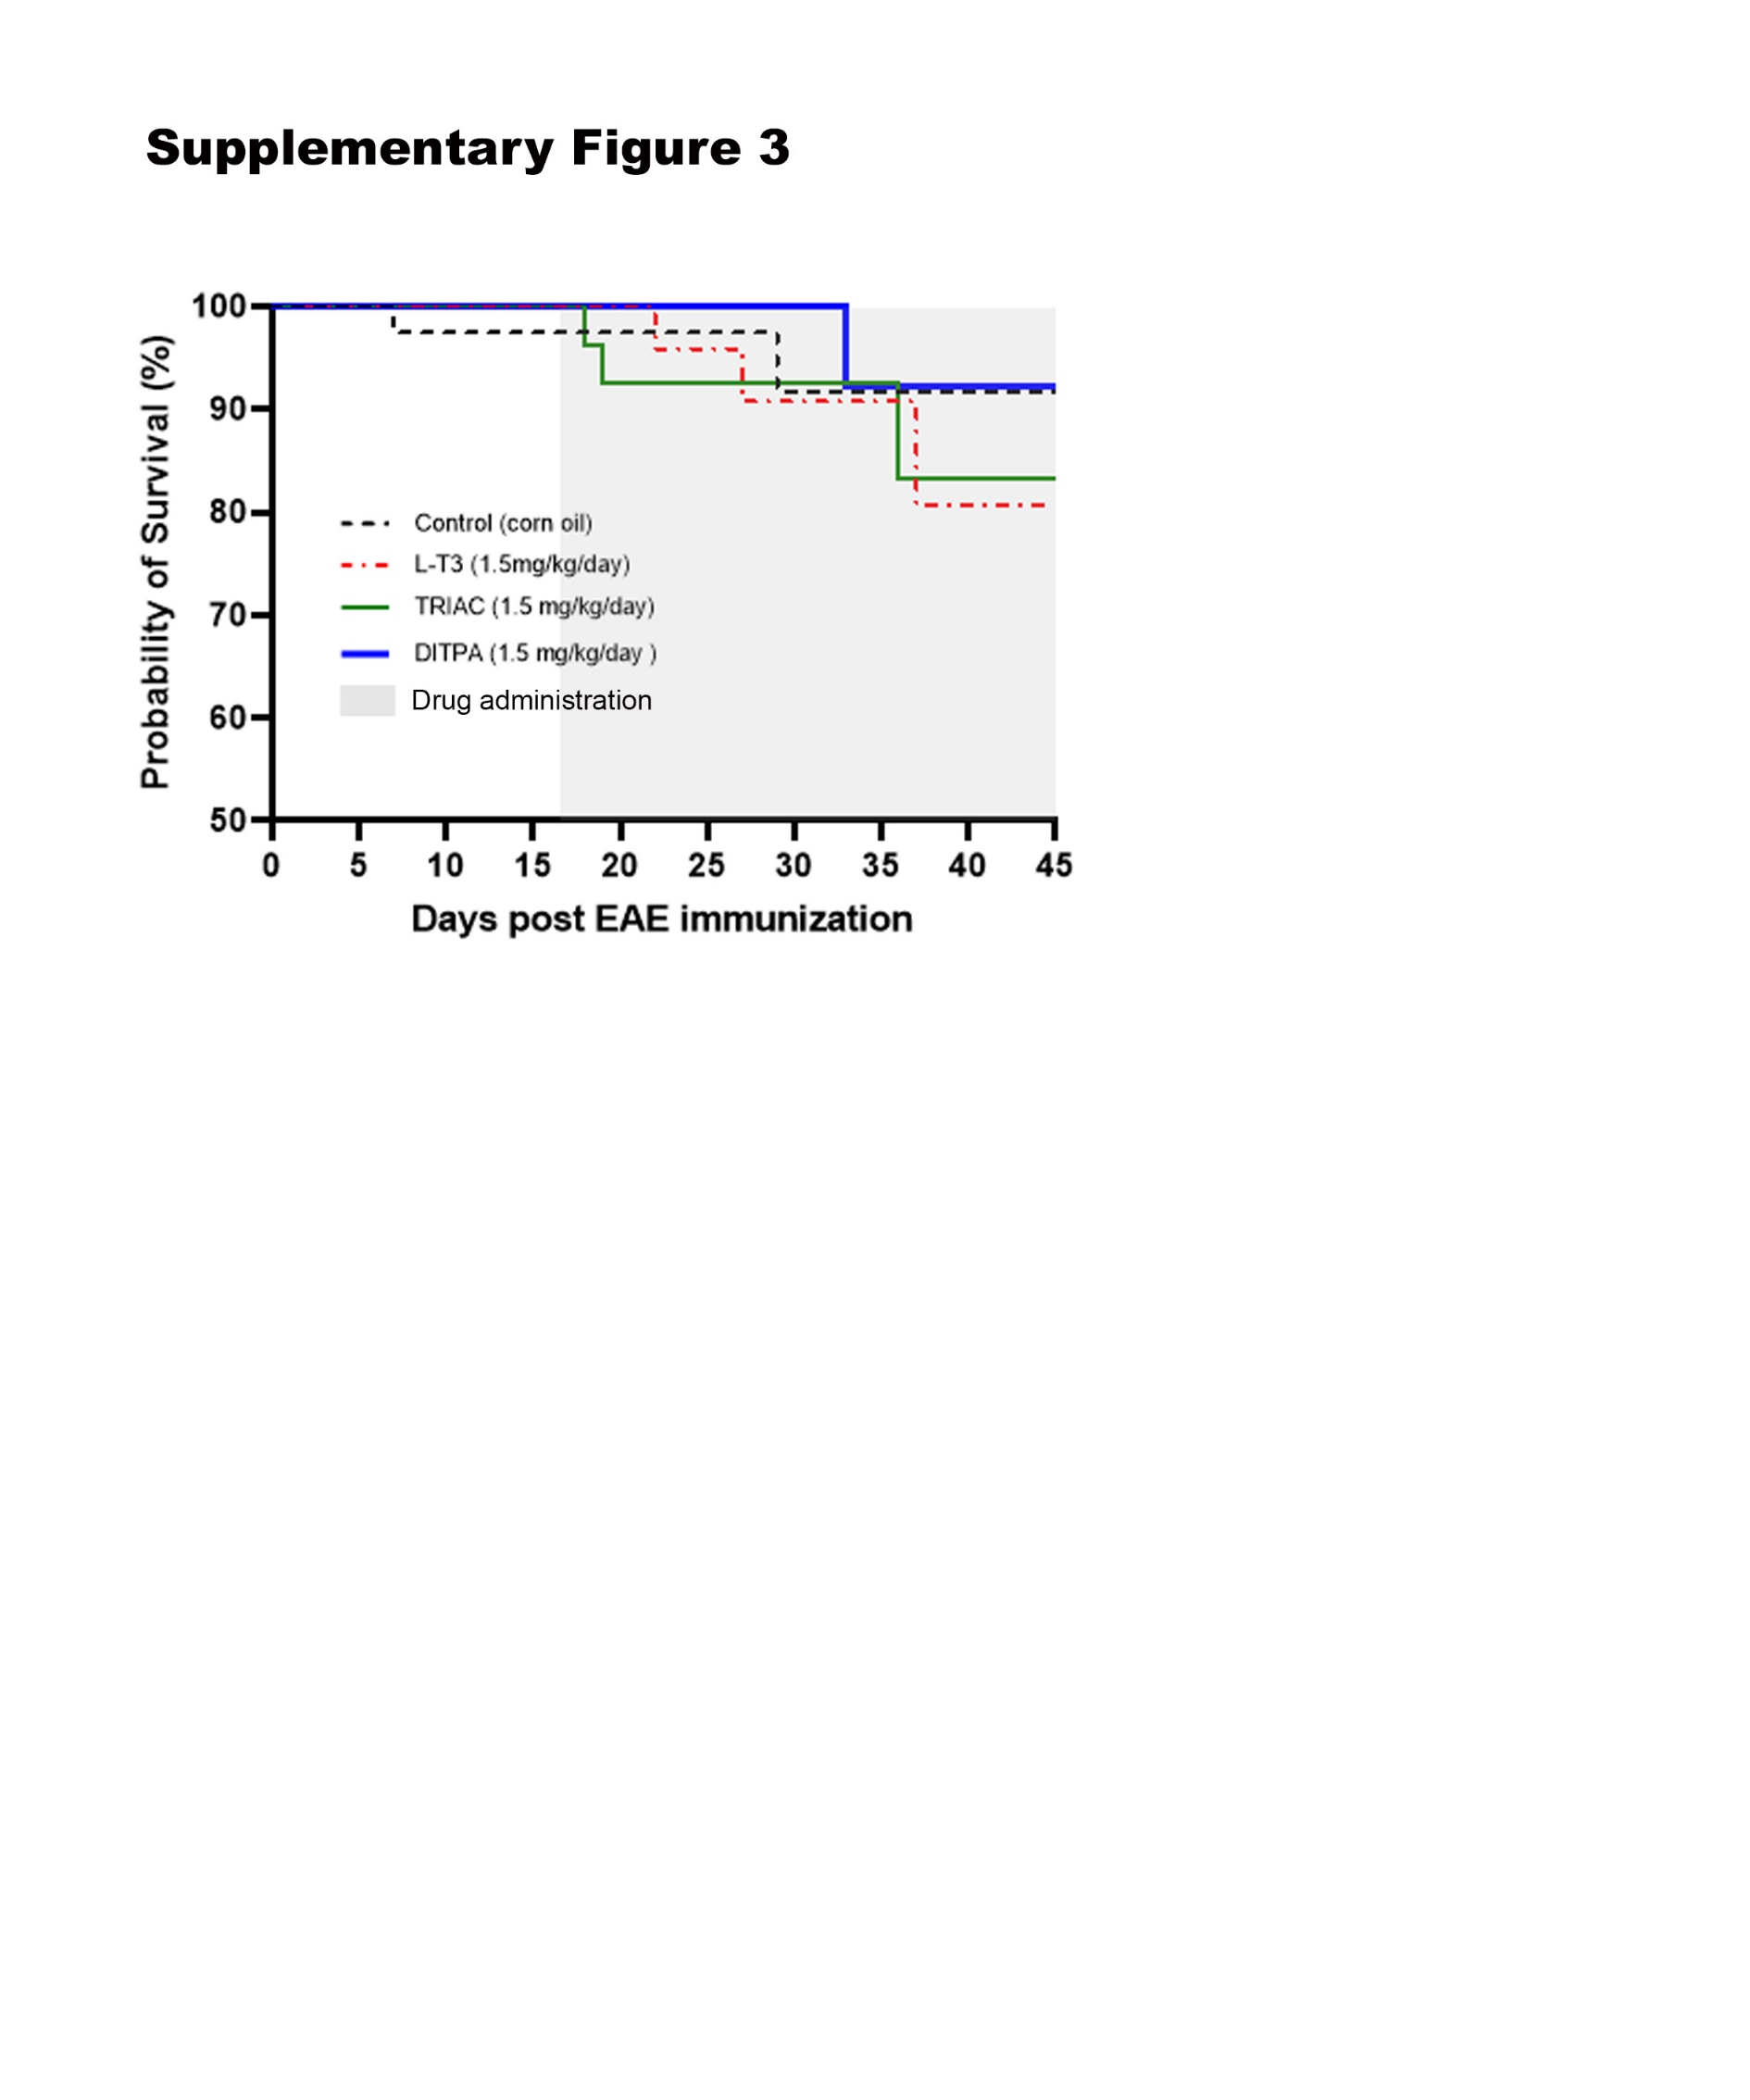 Supplementary Figure 3
Probability of Survival (%)
100
90
80
70
60
50
Control (corn oil)
L-T3 (1.5mg/kg/day)
TRIAC (1.5 mg/kg/day)
DITPA (1.5 mg/kg/day )
Drug administration
0 5 10 15 20 25 30 35 40 45
Days post EAE immunization